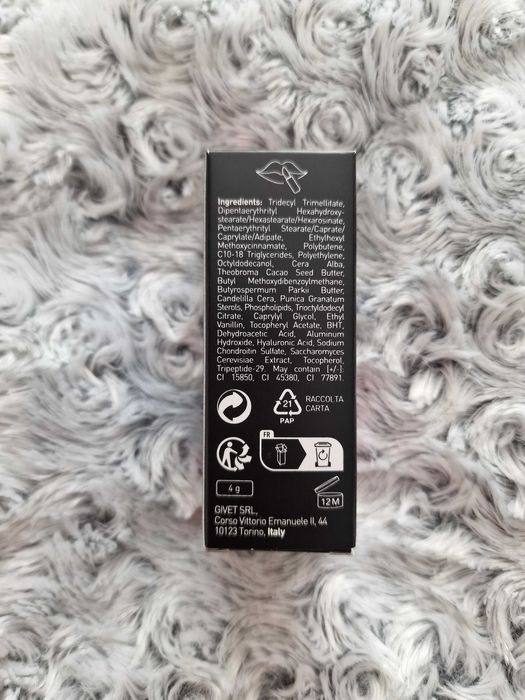 Ingredients: Tridecyl Trimellitate,
Dipentaerythrityl Hexahydroxy-
stearate/Hexastearate/Hexarosinate,
Pentaerythrityl Stearate/Caprate/
Caprylate/Adipate, Ethylhexyl
Methoxycinnamate, Polybutene,
C10-18 Triglycerides, Polyethylene,
Octyldodecanol, Cera Alba,
Theobroma Cacao Seed Butter,
Butyl Methoxydibenzoylmethane,
Butyrospermum Parkii Butter,
Candelilla Cera, Punica Granatum
Sterols, Phospholipids, Trioctyldodecyl
Citrate, Caprylyl Glycol, Ethyl
Vanillin, Tocopheryl Acetate, BHT,
Dehydroacetic Acid, Aluminum
Hydroxide, Hyaluronic Acid, Sodium
Chondroitin Sulfate, Saccharomyces
Cerevisiae Extract, Tocopherol,
Tripeptide-29. May contain [+/-]:
CI 15850, CI 45380, CI 77891.
21
PAP
RACCOLTA
CARTA
FR
4 g
12M
GIVET SRL,
Corso Vittorio Emanuele II, 44
10123 Torino, Italy